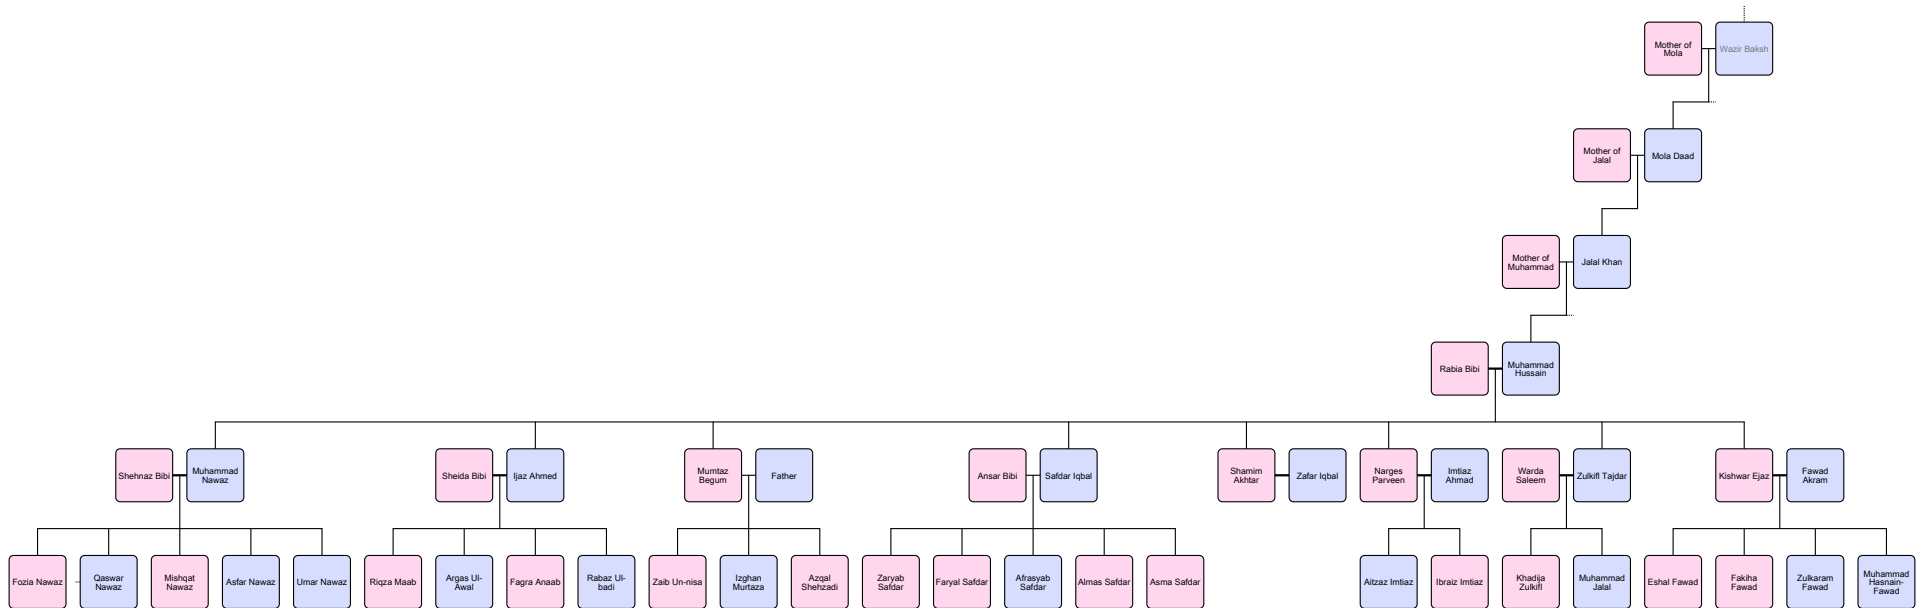 Mother of
Mola
Wazir Baksh
Mother of
Jalal
Mola Daad
Mother of
Muhammad
Jalal Khan
Rabia Bibi
Muhammad
Hussain
Shehnaz Bibi
Muhammad
Nawaz
Sheida Bibi
Ijaz Ahmed
Mumtaz
Begum
Father
Ansar Bibi
Safdar Iqbal
Shamim
Akhtar
Zafar Iqbal
Narges
Parveen
Imtiaz
Ahmad
Warda
Saleem
Zulkifl Tajdar
Kishwar Ejaz
Fawad
Akram
Fozia Nawaz
Qaswar
Nawaz
Mishqat
Nawaz
Asfar Nawaz
Umar Nawaz
Riqza Maab
Argas Ul-
Awal
Fagra Anaab
Rabaz Ul-
badi
Zaib Un-nisa
Izghan
Murtaza
Azqal
Shehzadi
Zaryab
Safdar
Faryal Safdar
Afrasyab
Safdar
Almas Safdar
Asma Safdar
Aitzaz Imtiaz
Ibraiz Imtiaz
Khadija
Zulkifl
Muhammad
Jalal
Eshal Fawad
Fakiha
Fawad
Zulkaram
Fawad
Muhammad
Hasnain-
Fawad